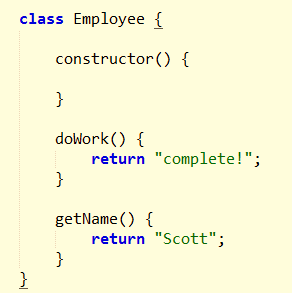 class Employee {
constructor() {
}
doWork() {
return "complete!";
}
getName() {
return "Scott";
}
}